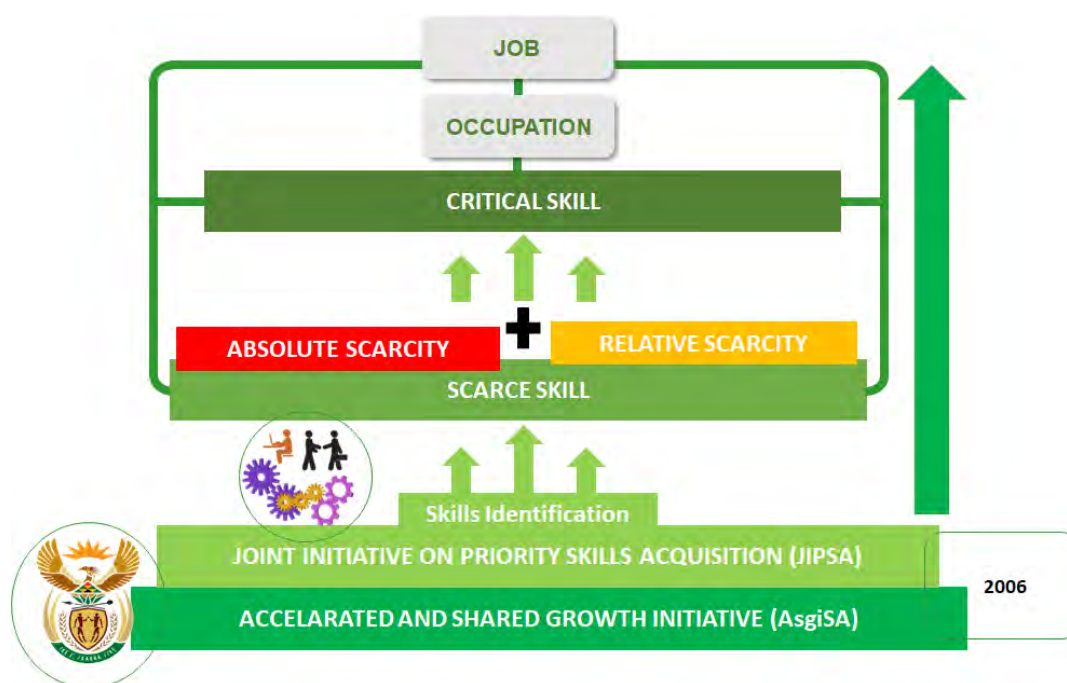 JOB
OCCUPATION
CRITICAL SKILL
ABSOLUTE SCARCITY
RELATIVE SCARCITY
SCARCE SKILL
Skills Identification
JOINT INITIATIVE ON PRIORITY SKILLS ACQUISITION (JIPSA)
2006
ACCELARATED AND SHARED GROWTH INITIATIVE (AsgiSA)